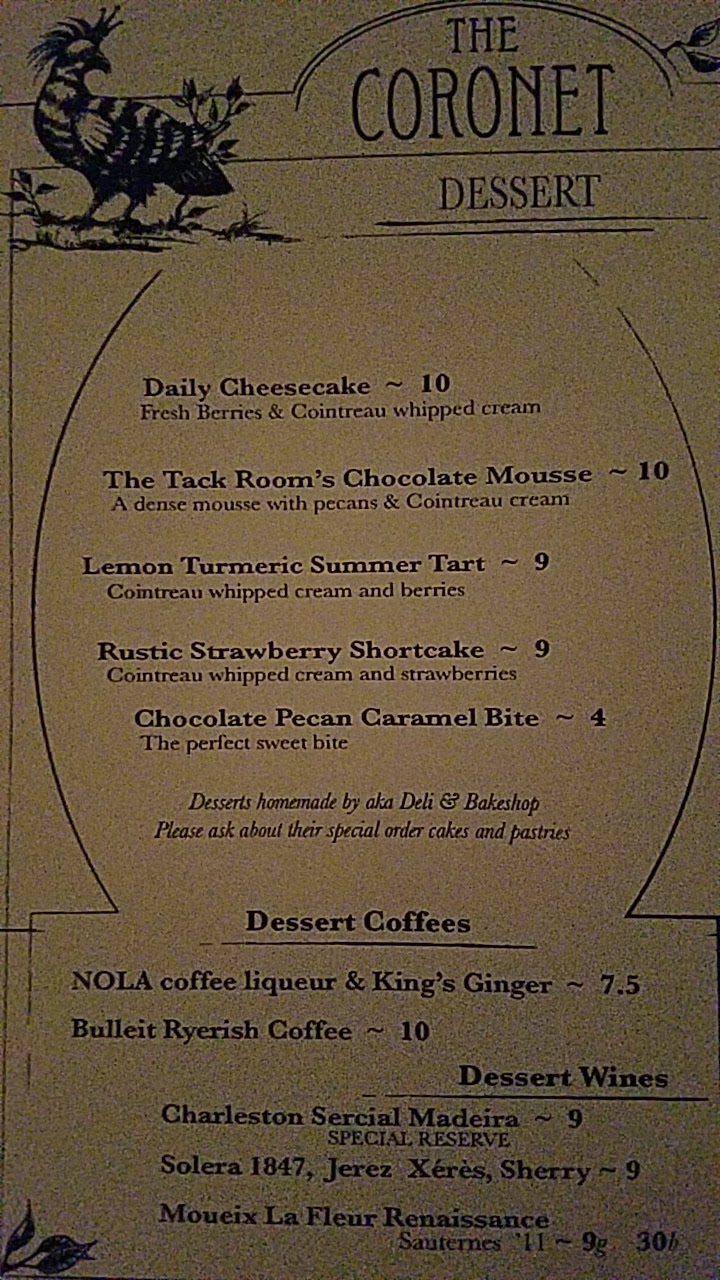 THE
CORONET
DESSERT
Daily Cheesecake ~ 10
Fresh Berries & Cointreau whipped cream
The Tack Room's Chocolate Mousse ~ 10
A dense mousse with pecans & Cointreau cream
Lemon Turmeric Summer Tart ~ 9
Cointreau whipped cream and berries
Rustic Strawberry Shortcake ~ 9
Cointreau whipped cream and strawberries
Chocolate Pecan Caramel Bite ~ 4
The perfect sweet bite
Desserts homemade by aka Deli & Bakeshop
Please ask about their special order cakes and pastries
Dessert Coffees
NOLA coffee liqueur & King's Ginger ~ 7.5
Bulleit Ryerish Coffee ~ 10
Dessert Wines
Charleston Sercial Madeira ~ 9
SPECIAL RESERVE
Solera 1847, Jerez Xérès, Sherry ~ 9
Moueix La Fleur Renaissance
Sauternes '11 ~ 9g 30b